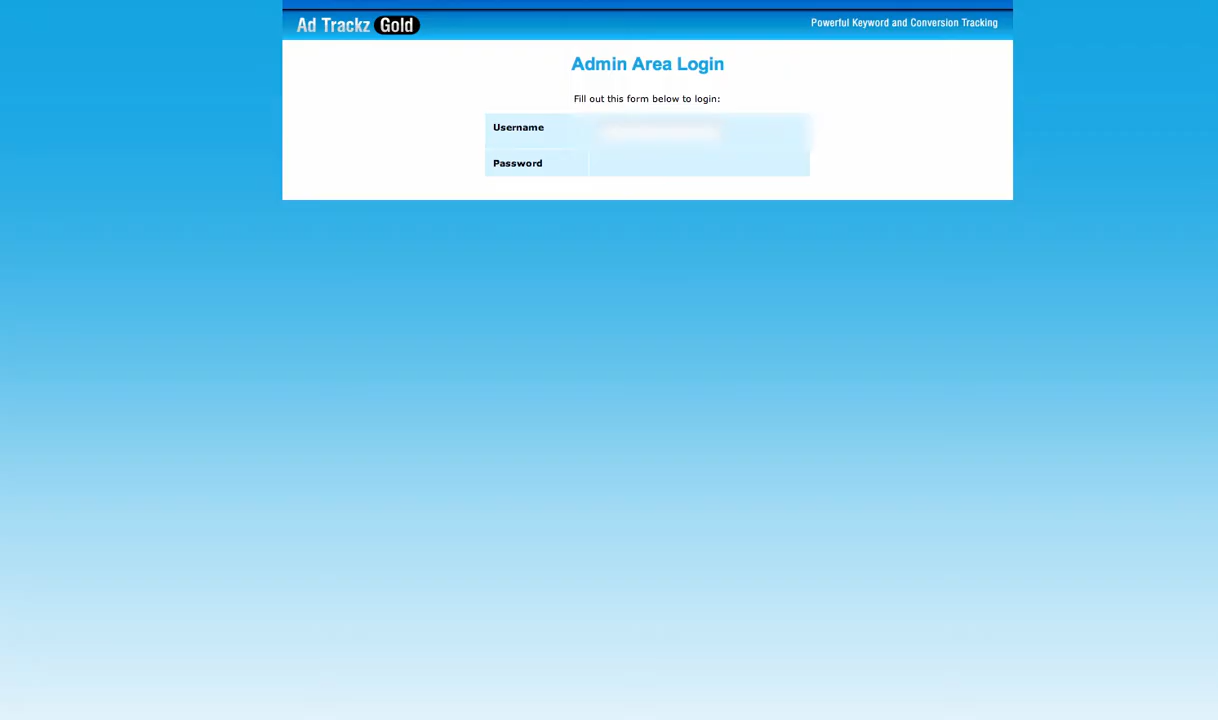 Ad Trackz Gold
Powerful Keyword and Conversion Tracking
Admin Area Login
Fill out this form below to login:
Username
Password